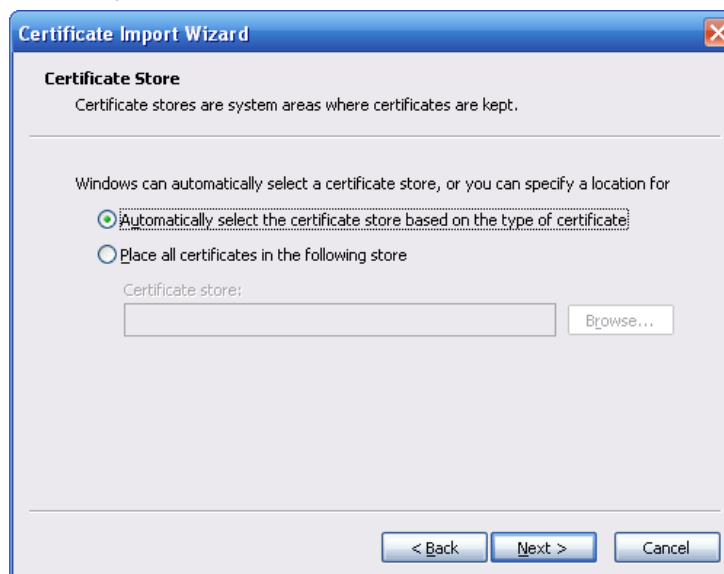 Certificate Import Wizard
Certificate Store
Certificate stores are system areas where certificates are kept.
Windows can automatically select a certificate store, or you can specify a location for
Automatically select the certificate store based on the type of certificate
Place all certificates in the following store
Certificate store:
Browse...
< Back Next > Cancel